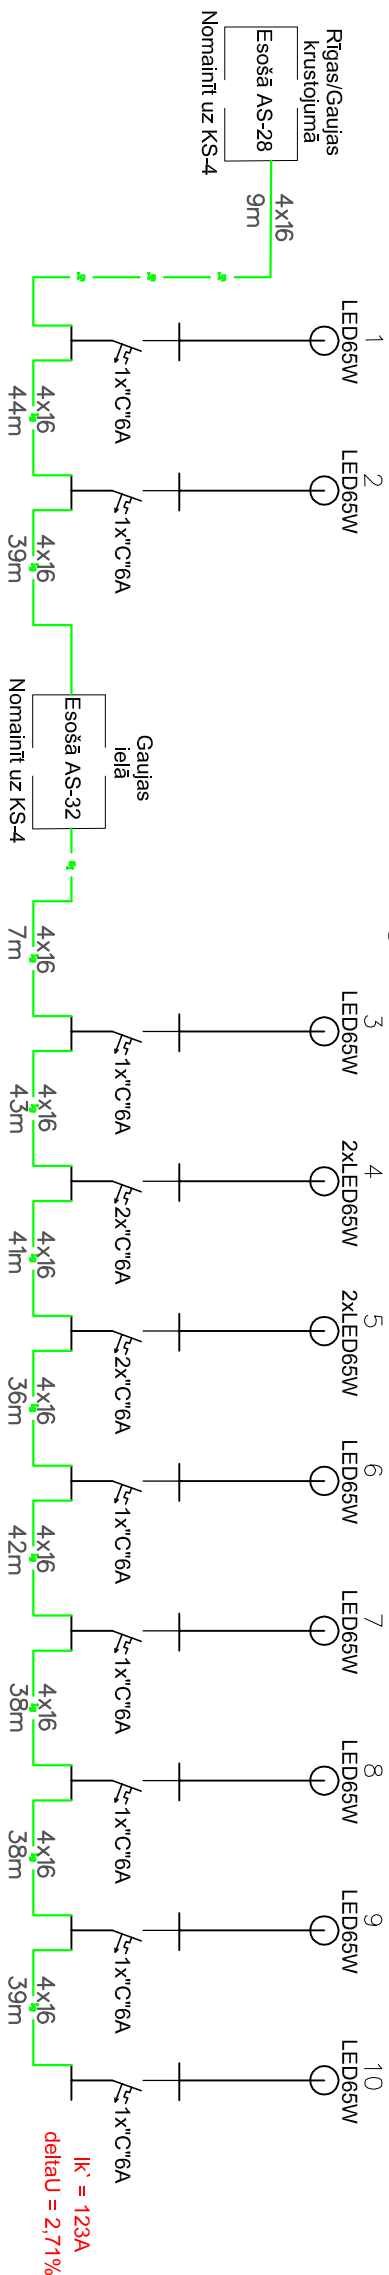 Rīgas/Gaujas
krustojumā
Esošā AS-28
Nomainīt uz KS-4
4x16
9m
1
LED65W
1x"C"6A
4x16
44m
2
LED65W
1x"C"6A
4x16
39m
Gaujas
ielā
Esošā AS-32
Nomainīt uz KS-4
4x16
7m
3
LED65W
1x"C"6A
4x16
43m
4
2xLED65W
2x"C"6A
4x16
41m
5
2xLED65W
2x"C"6A
4x16
36m
6
LED65W
1x"C"6A
4x16
42m
7
LED65W
1x"C"6A
4x16
38m
8
LED65W
1x"C"6A
4x16
38m
9
LED65W
1x"C"6A
4x16
39m
10
LED65W
1x"C"6A
Ik` = 123A
deltaU = 2,71%